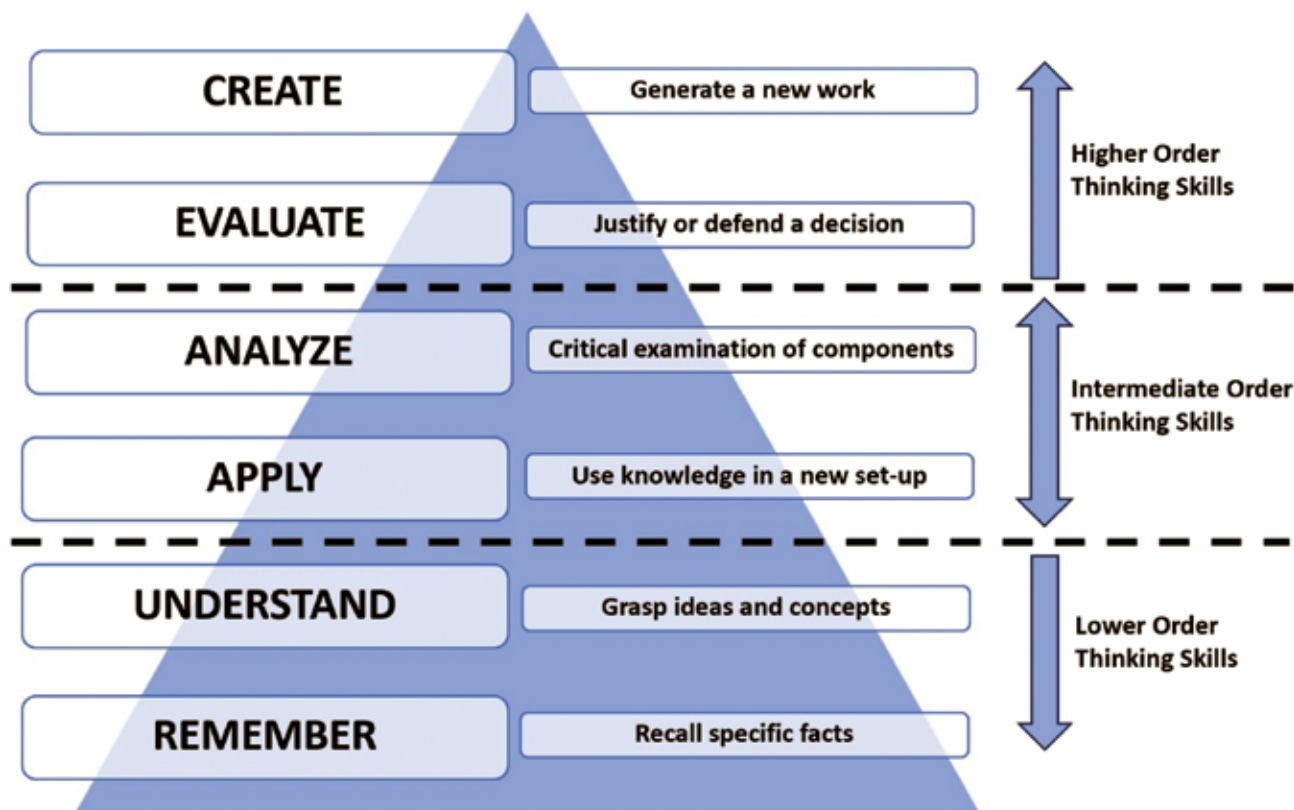 CREATE
Generate a new work
EVALUATE
Justify or defend a decision
Higher Order
Thinking Skills
ANALYZE
Critical examination of components
APPLY
Use knowledge in a new set-up
Intermediate Order
Thinking Skills
UNDERSTAND
Grasp ideas and concepts
REMEMBER
Recall specific facts
Lower Order
Thinking Skills